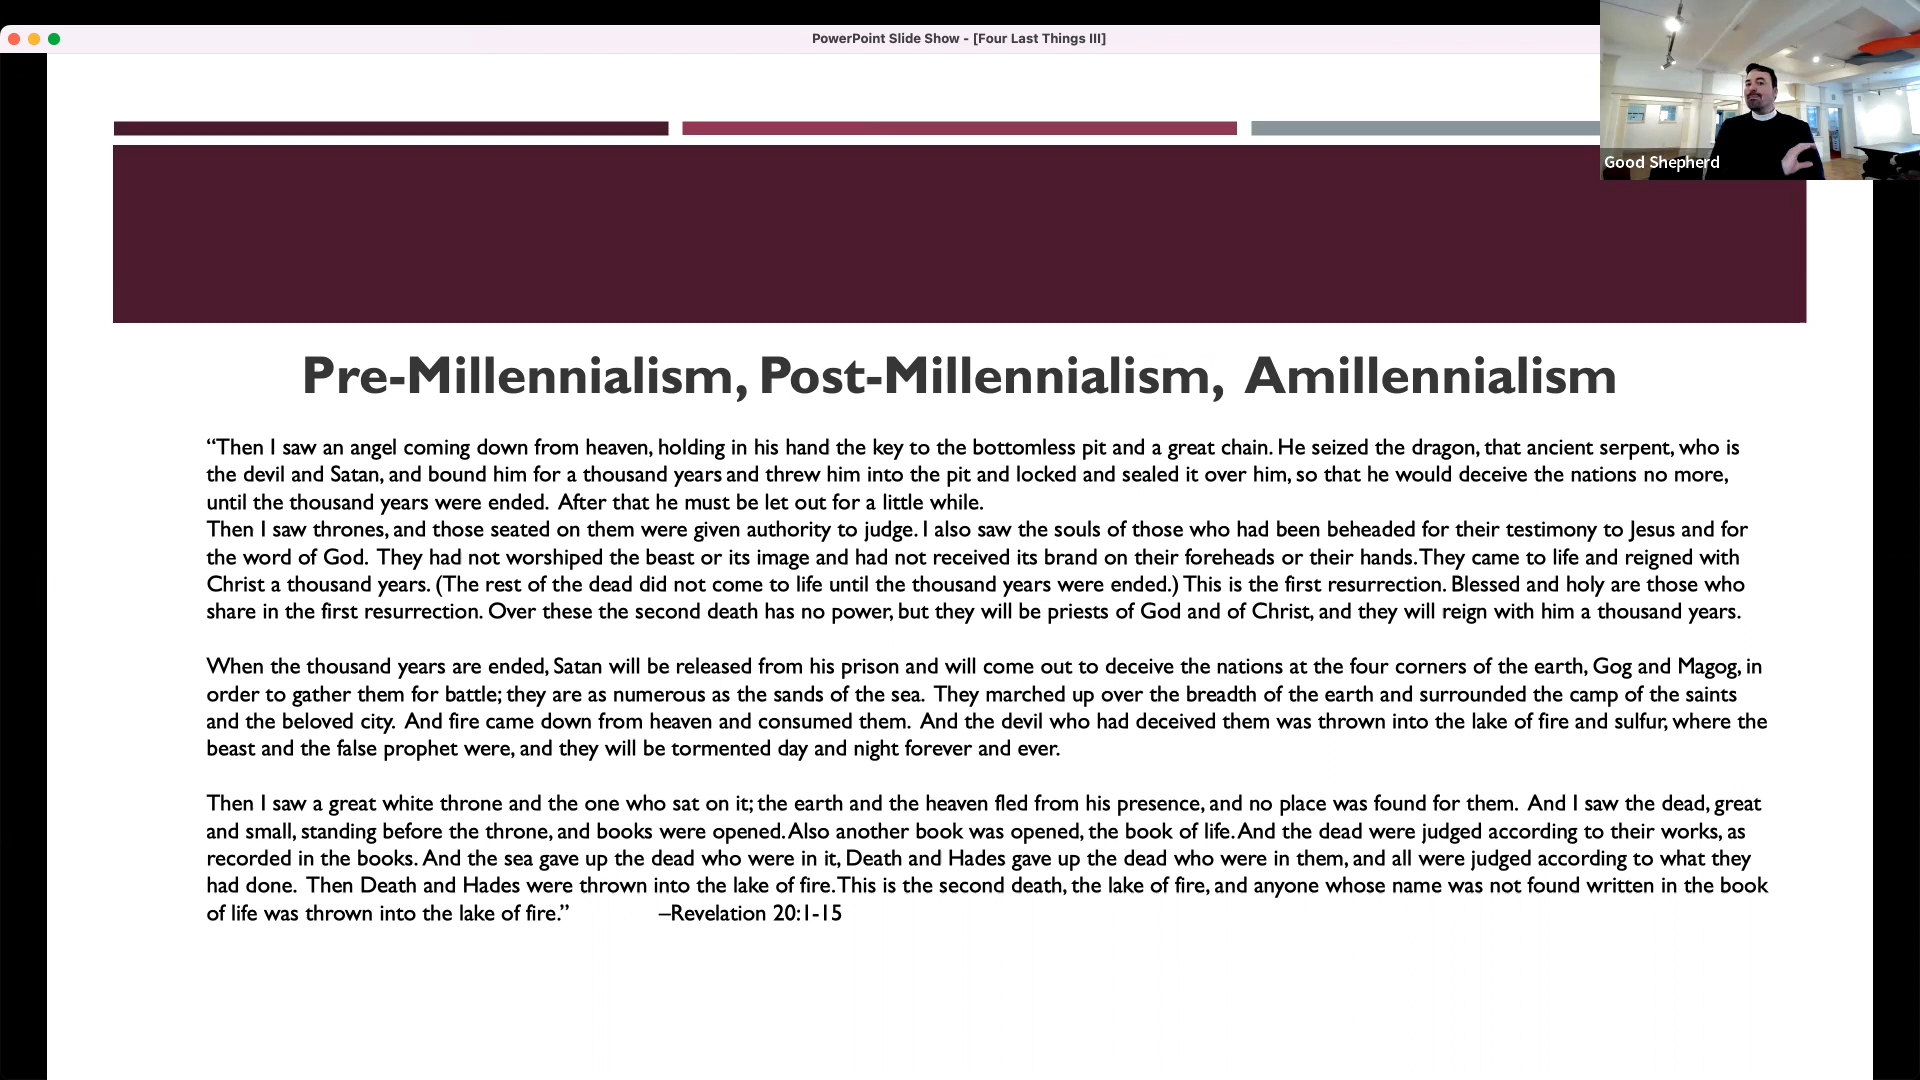 PowerPoint Slide Show - [Four Last Things III]
Good Shepherd
Pre-Millennialism, Post-Millennialism, Amillennialism
“Then I saw an angel coming down from heaven, holding in his hand the key to the bottomless pit and a great chain. He seized the dragon, that ancient serpent, who is
the devil and Satan, and bound him for a thousand years and threw him into the pit and locked and sealed it over him, so that he would deceive the nations no more,
until the thousand years were ended. After that he must be let out for a little while.
Then I saw thrones, and those seated on them were given authority to judge. I also saw the souls of those who had been beheaded for their testimony to Jesus and for
the word of God. They had not worshiped the beast or its image and had not received its brand on their foreheads or their hands. They came to life and reigned with
Christ a thousand years. (The rest of the dead did not come to life until the thousand years were ended.) This is the first resurrection. Blessed and holy are those who
share in the first resurrection. Over these the second death has no power, but they will be priests of God and of Christ, and they will reign with him a thousand years.
When the thousand years are ended, Satan will be released from his prison and will come out to deceive the nations at the four corners of the earth, Gog and Magog, in
order to gather them for battle; they are as numerous as the sands of the sea. They marched up over the breadth of the earth and surrounded the camp of the saints
and the beloved city. And fire came down from heaven and consumed them. And the devil who had deceived them was thrown into the lake of fire and sulfur, where the
beast and the false prophet were, and they will be tormented day and night forever and ever.
Then I saw a great white throne and the one who sat on it; the earth and the heaven fled from his presence, and no place was found for them. And I saw the dead, great
and small, standing before the throne, and books were opened. Also another book was opened, the book of life. And the dead were judged according to their works, as
recorded in the books. And the sea gave up the dead who were in it, Death and Hades gave up the dead who were in them, and all were judged according to what they
had done. Then Death and Hades were thrown into the lake of fire. This is the second death, the lake of fire, and anyone whose name was not found written in the book
of life was thrown into the lake of fire.” –Revelation 20:1-15